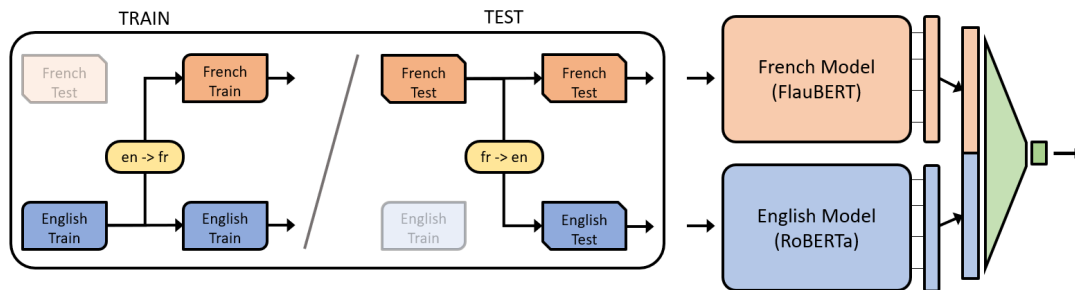 TRAIN
TEST
French
Test
French
Train
en -> fr
English
Train
English
Train
French
Test
French
Test
fr -> en
English
Train
English
Test
French Model
(FlauBERT)
English Model
(RoBERTa)